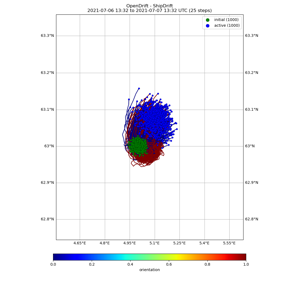 OpenDrift - ShipDrift
2021-07-06 13:32 to 2021-07-07 13:32 UTC (25 steps)
initial (1000)
active (1000)
63.3°N 63.3°N
63.2°N 63.2°N
63.1°N 63.1°N
63°N 63°N
62.9°N 62.9°N
62.8°N 62.8°N
4.65°E 4.8°E 4.95°E 5.1°E 5.25°E 5.4°E 5.55°E
0.0 0.2 0.4 0.6 0.8 1.0
orientation